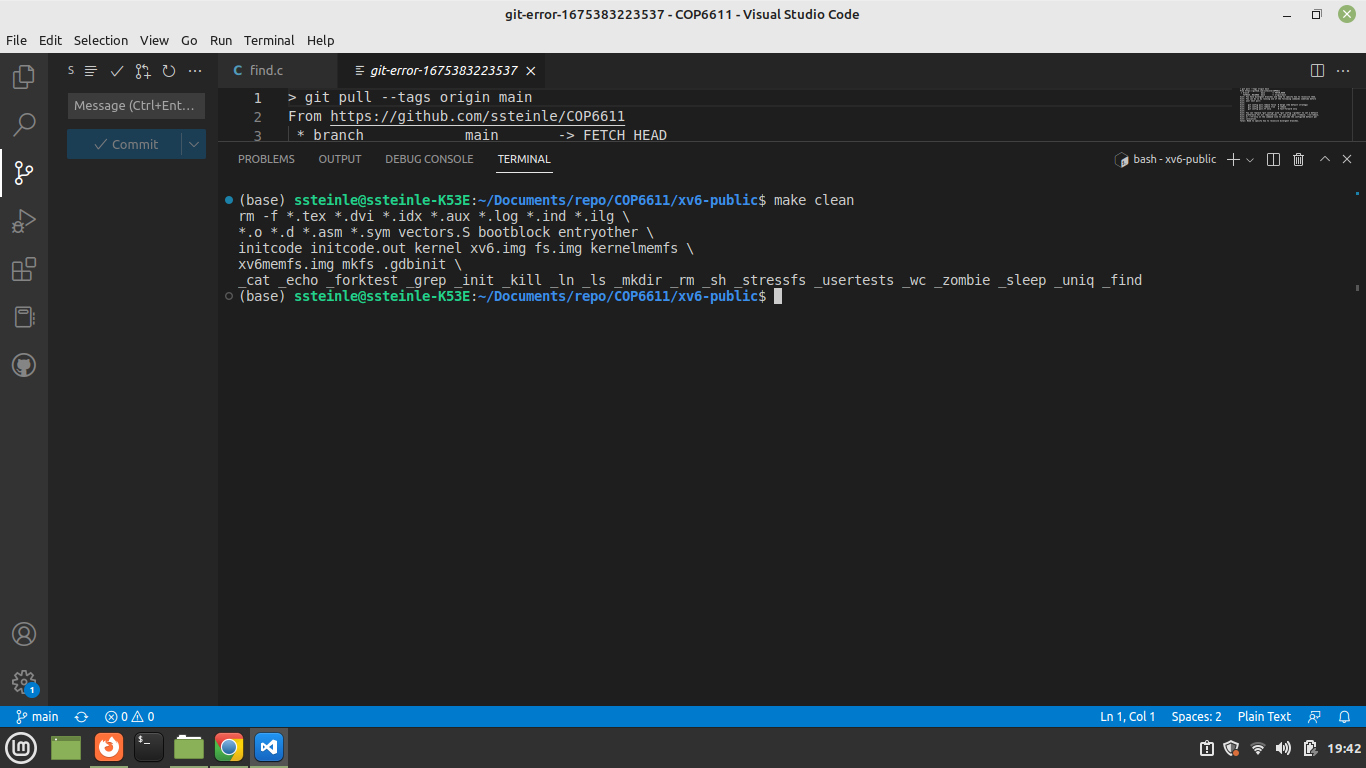 git-error-1675383223537 - COP6611 - Visual Studio Code
File Edit Selection View Go Run Terminal Help
S
C find.c git-error-1675383223537
Message (Ctrl+Ent…
Commit
1 > git pull --tags origin main
2 From https://github.com/ssteinle/COP6611
3 * branch main -> FETCH_HEAD
PROBLEMS OUTPUT DEBUG CONSOLE TERMINAL bash - xv6-public
(base) ssteinle@ssteinle-K53E:~/Documents/repo/COP6611/xv6-public$ make clean
rm -f *.tex *.dvi *.idx *.aux *.log *.ind *.ilg \
*.o *.d *.asm *.sym vectors.S bootblock entryother \
initcode initcode.out kernel xv6.img fs.img kernelmemfs \
xv6memfs.img mkfs .gdbinit \
_cat _echo _forktest _grep _init _kill _ln _ls _mkdir _rm _sh _stressfs _usertests _wc _zombie _sleep _uniq _find
(base) ssteinle@ssteinle-K53E:~/Documents/repo/COP6611/xv6-public$
1
main 0 0 Ln 1, Col 1 Spaces: 2 Plain Text
19:42